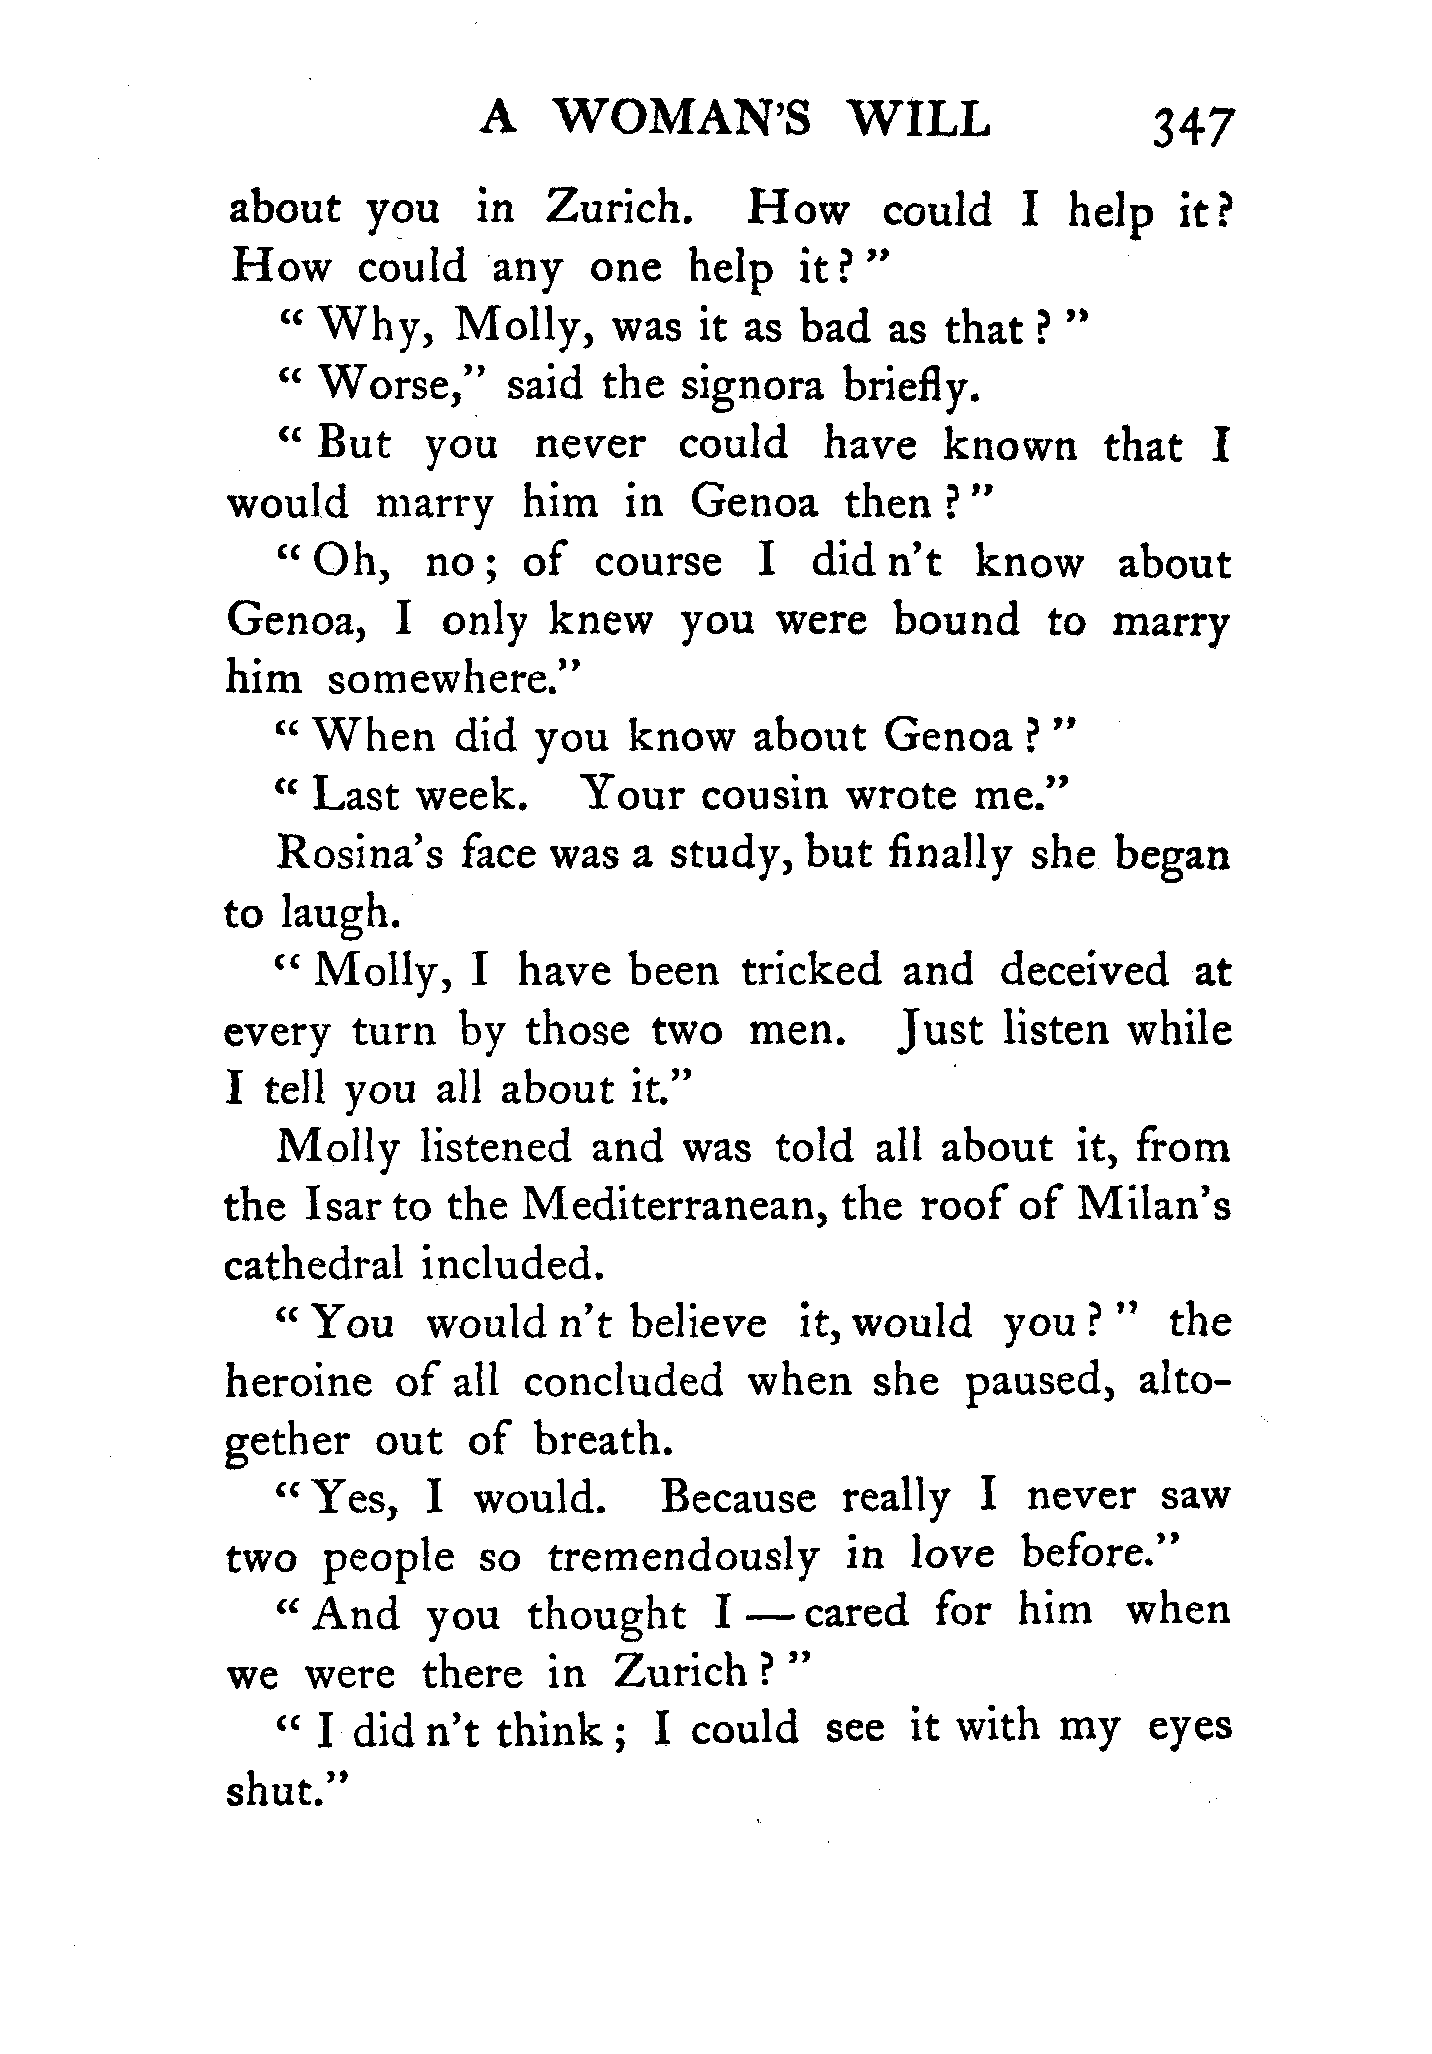 A WOMAN'S WILL 347
about you in Zurich. How could I help it?
How could any one help it?"
"Why, Molly, was it as bad as that?"
"Worse," said the signora briefly.
"But you never could have known that I
would marry him in Genoa then?"
"Oh, no; of course I did n't know about
Genoa, I only knew you were bound to marry
him somewhere."
"When did you know about Genoa?"
"Last week. Your cousin wrote me."
Rosina's face was a study, but finally she began
to laugh.
"Molly, I have been tricked and deceived at
every turn by those two men. Just listen while
I tell you all about it."
Molly listened and was told all about it, from
the Isar to the Mediterranean, the roof of Milan's
cathedral included.
"You would n't believe it, would you?" the
heroine of all concluded when she paused, alto-
gether out of breath.
"Yes, I would. Because really I never saw
two people so tremendously in love before."
"And you thought I — cared for him when
we were there in Zurich?"
"I did n't think; I could see it with my eyes
shut."